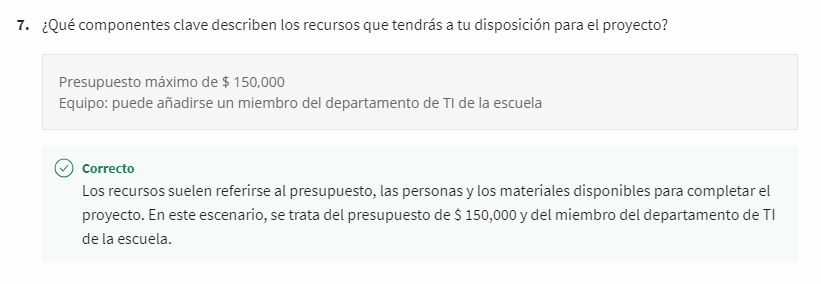 7. ¿Qué componentes clave describen los recursos que tendrás a tu disposición para el proyecto?
Presupuesto máximo de $ 150,000
Equipo: puede añadirse un miembro del departamento de TI de la escuela
Correcto
Los recursos suelen referirse al presupuesto, las personas y los materiales disponibles para completar el
proyecto. En este escenario, se trata del presupuesto de $ 150,000 y del miembro del departamento de TI
de la escuela.